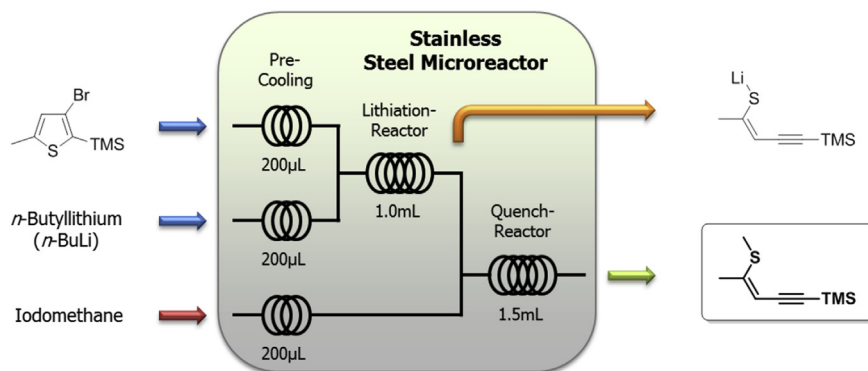 Stainless
Steel Microreactor
Pre-
Cooling
Lithiation-
Reactor
Quench-
Reactor
200µL
1.0mL
200µL
200µL
1.5mL
Br
S
TMS
n-Butyllithium
(n-BuLi)
Iodomethane
Li
S
TMS
S
TMS